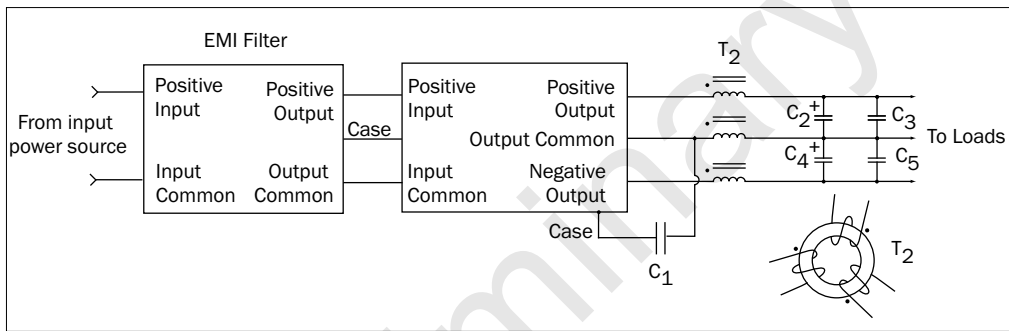 EMI Filter
T2
Positive Input
Positive Output
Positive Input
Positive Output
From input power source
Case
Output Common
C2 +
C3
To Loads
C4 +
C5
Input Common
Output Common
Input Common
Negative Output
Case
C1
T2